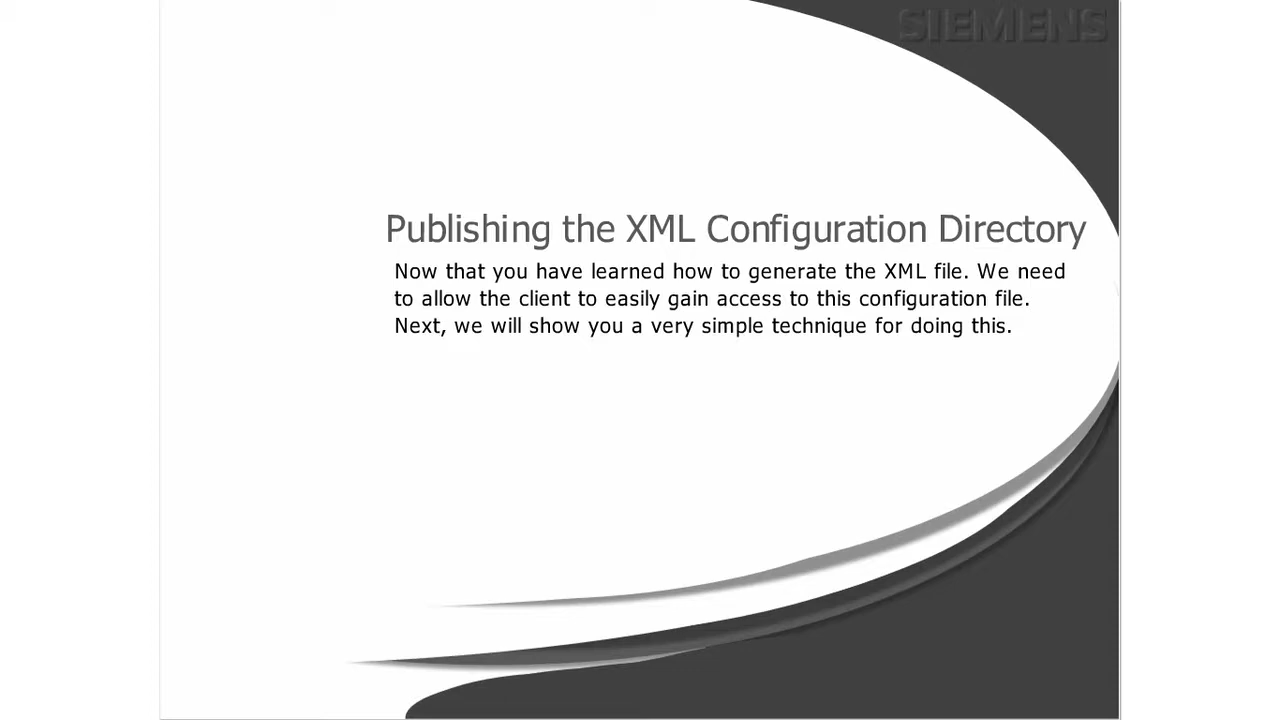 SIEMENS
Publishing the XML Configuration Directory
Now that you have learned how to generate the XML file. We need
to allow the client to easily gain access to this configuration file.
Next, we will show you a very simple technique for doing this.